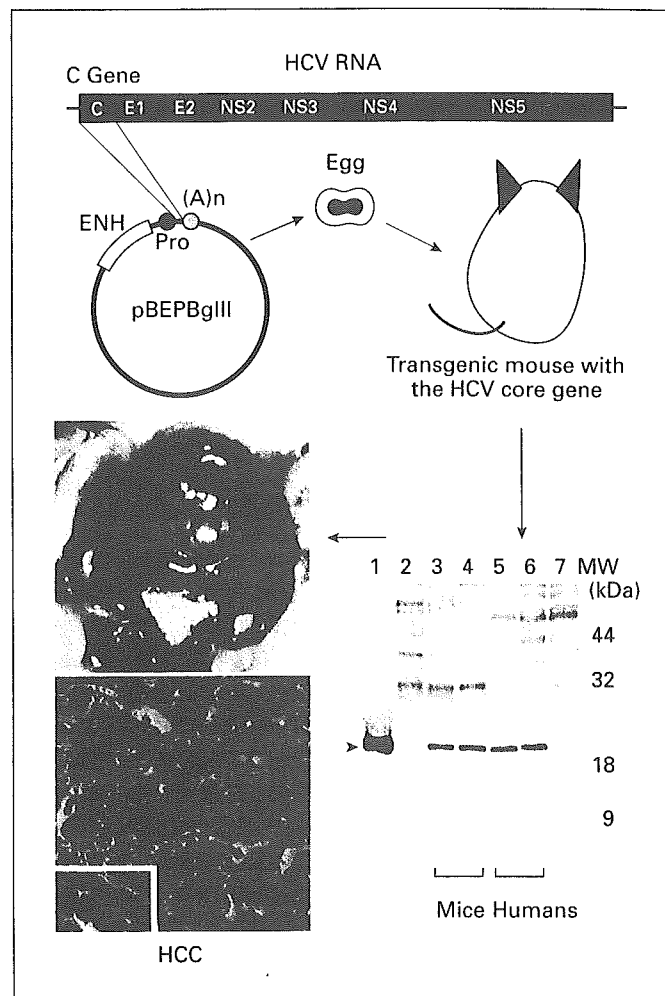 HCV RNA
C Gene
C E1 E2 NS2 NS3 NS4 NS5
Egg
(A)n
ENH
Pro
pBEPBglII
Transgenic mouse with
the HCV core gene
1 2 3 4 5 6 7 MW
(kDa)
44
32
18
9
Mice Humans
HCC